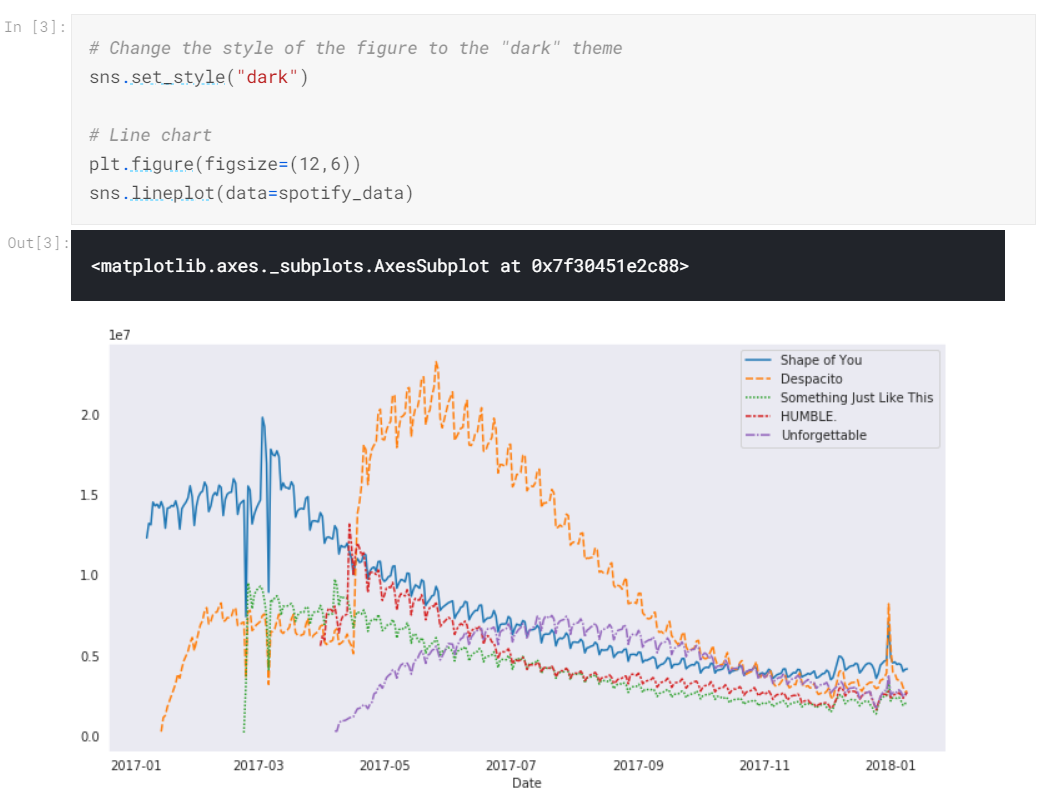 In [3]:
# Change the style of the figure to the "dark" theme
sns.set_style("dark")
# Line chart
plt.figure(figsize=(12,6))
sns.lineplot(data=spotify_data)
Out[3]:
<matplotlib.axes._subplots.AxesSubplot at 0x7f30451e2c88>
1e7
Shape of You
Despacito
Something Just Like This
HUMBLE.
Unforgettable
2.0
1.5
1.0
0.5
0.0
2017-01 2017-03 2017-05 2017-07 2017-09 2017-11 2018-01
Date